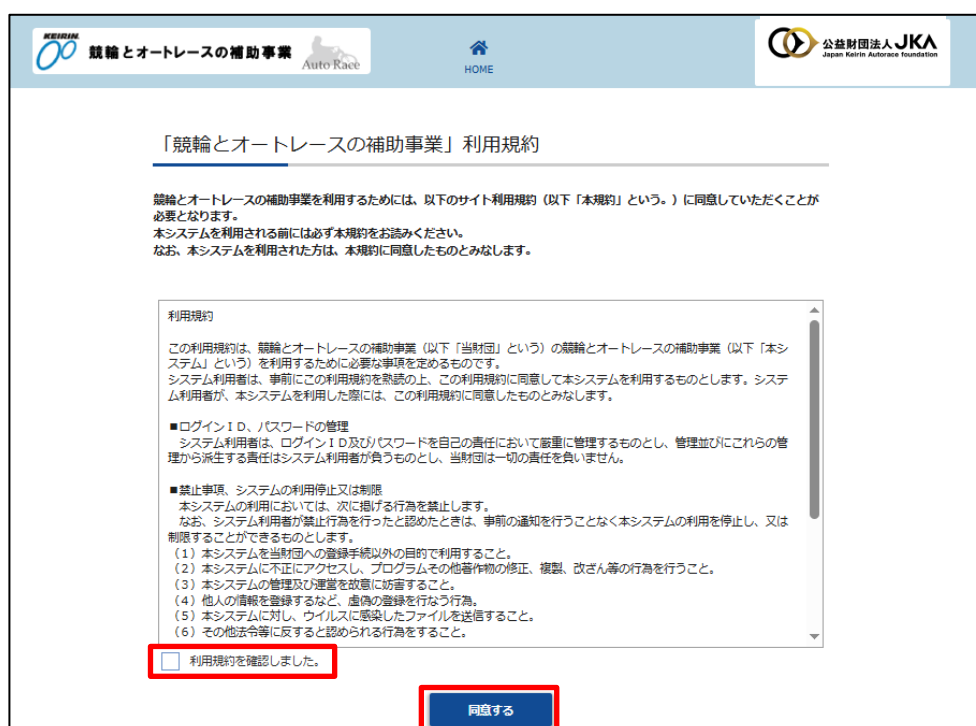 KEIRIN
競輪とオートレースの補助事業
Auto Race
HOME
公益財団法人JKA
Japan Keirin Autorace foundation
「競輪とオートレースの補助事業」利用規約
競輪とオートレースの補助事業を利用するためには、以下のサイト利用規約（以下「本規約」という。）に同意していただくことが
必要となります。
本システムを利用される前には必ず本規約をお読みください。
なお、本システムを利用された方は、本規約に同意したものとみなします。
利用規約
この利用規約は、競輪とオートレースの補助事業（以下「当財団」という）の競輪とオートレースの補助事業（以下「本シ
ステム」という）を利用するために必要な事項を定めるものです。
システム利用者は、事前にこの利用規約を熟読の上、この利用規約に同意して本システムを利用するものとします。システ
ム利用者が、本システムを利用した際には、この利用規約に同意したものとみなします。
■ログインＩＤ、パスワードの管理
システム利用者は、ログインＩＤ及びパスワードを自己の責任において厳重に管理するものとし、管理並びにこれらの管
理から派生する責任はシステム利用者が負うものとし、当財団は一切の責任を負いません。
■禁止事項、システムの利用停止又は制限
本システムの利用においては、次に掲げる行為を禁止します。
なお、システム利用者が禁止行為を行ったと認めたときは、事前の通知を行うことなく本システムの利用を停止し、又は
制限することができるものとします。
（１）本システムを当財団への登録手続以外の目的で利用すること。
（２）本システムに不正にアクセスし、プログラムその他著作物の修正、複製、改ざん等の行為を行うこと。
（３）本システムの管理及び運営を故意に妨害すること。
（４）他人の情報を登録するなど、虚偽の登録を行なう行為。
（５）本システムに対し、ウイルスに感染したファイルを送信すること。
（６）その他法令等に反すると認められる行為をすること。
利用規約を確認しました。
同意する